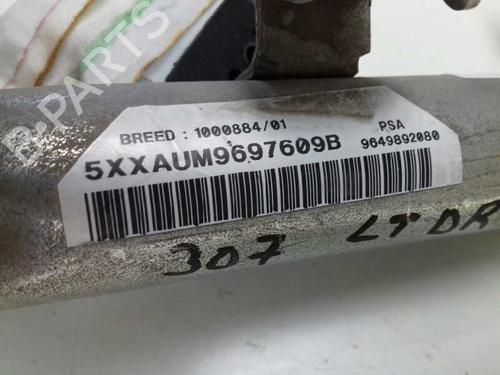 B-PARTS
BREED : 1000884/01
PSA
5XXAUM9697609B
9649892080
307 LT DR